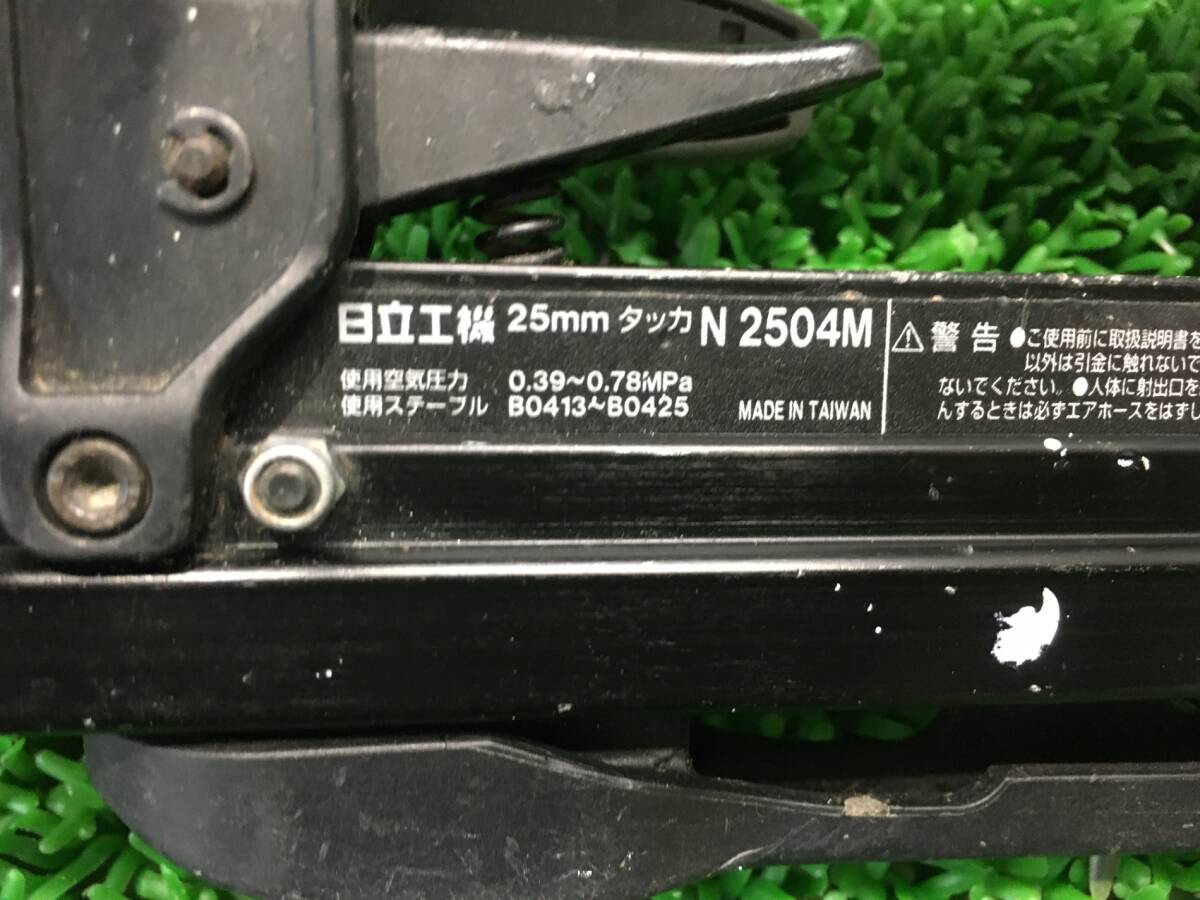 日立工機 25mm タッカ N 2504M
使用空気圧力 0.39~0.78MPa
使用ステープル BO413~BO425
MADE IN TAIWAN
警告 ●ご使用前に取扱説明書を
以外は引金に触れないで
ないでください。●人体に射出口を
んするときは必ずエアホースをはずし